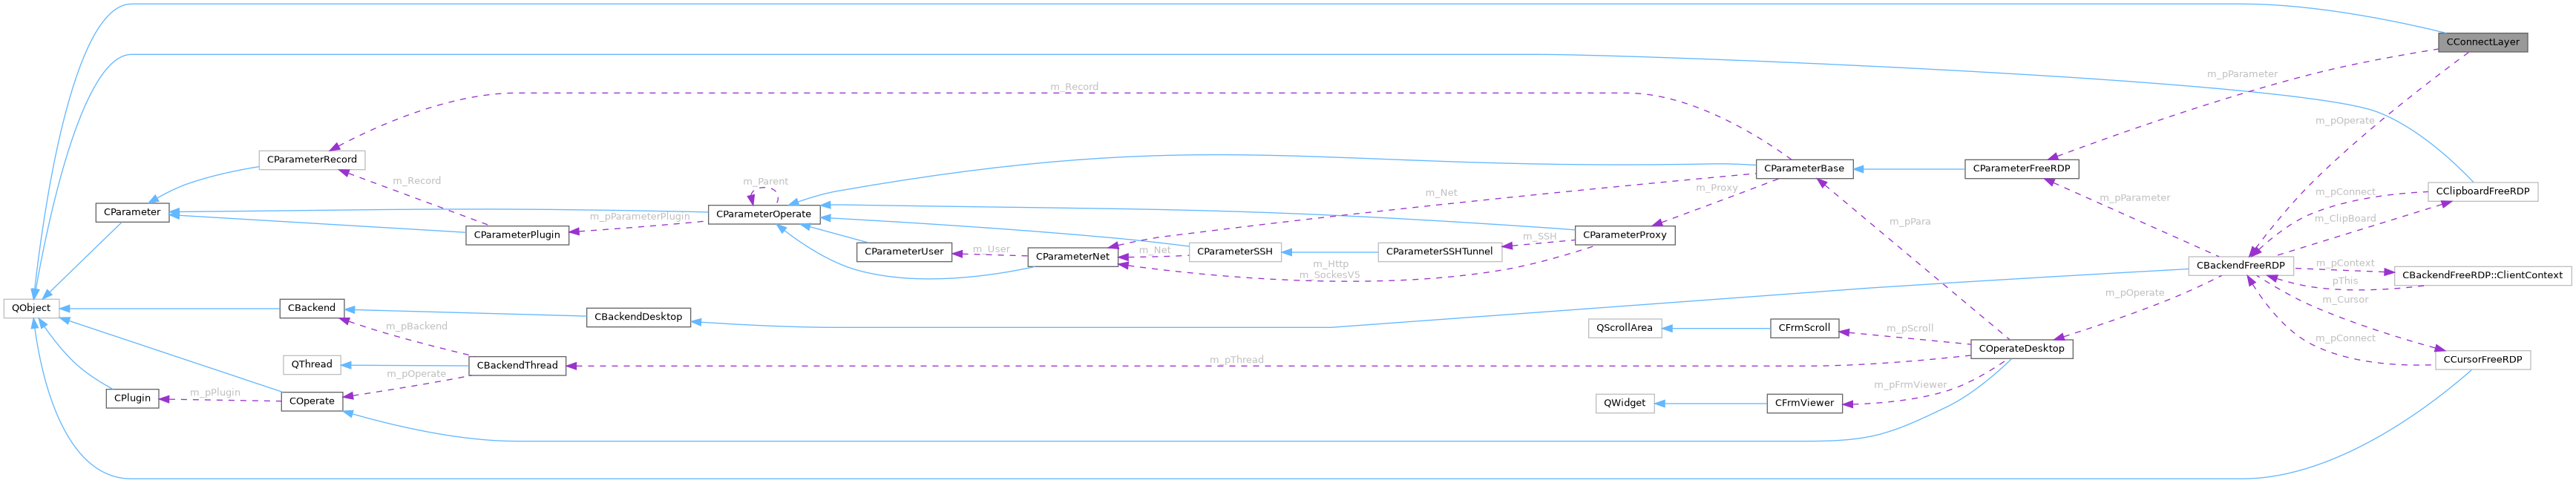 CConnectLayer
m_pParameter
m_Record
m_pOperate
CParameterRecord
CParameterBase
CParameterFreeRDP
m_Record
m_Parent
m_Net
m_Proxy
m_pConnect
CClipboardFreeRDP
m_pParameter
CParameter
CParameterOperate
m_pParameterPlugin
m_ClipBoard
m_pPara
CParameterPlugin
CParameterProxy
m_SSH
CParameterUser
m_User
CParameterNet
m_Net
CParameterSSH
CParameterSSHTunnel
m_Http
m_SockesV5
CBackendFreeRDP
m_pContext
CBackendFreeRDP::ClientContext
pThis
m_pOperate
m_Cursor
QObject
CBackend
CBackendDesktop
m_pBackend
QScrollArea
CFrmScroll
m_pScroll
m_pConnect
COperateDesktop
m_pThread
CCursorFreeRDP
QThread
CBackendThread
m_pOperate
m_pFrmViewer
m_pPlugin
CPlugin
COperate
QWidget
CFrmViewer